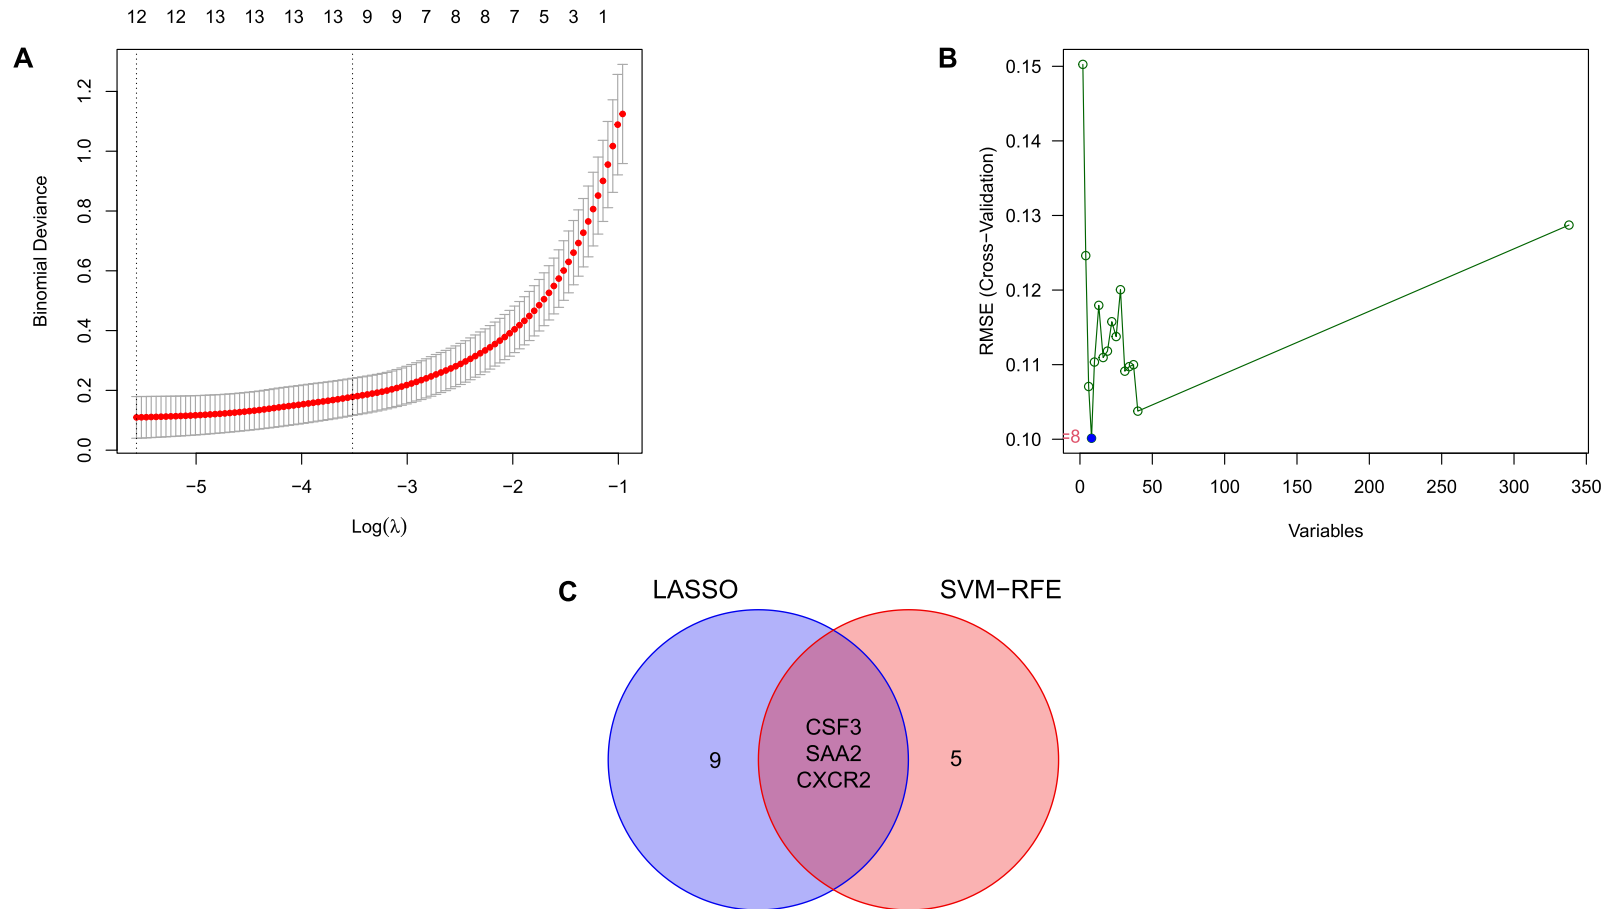 12 12 13 13 13 13 9 9 7 8 8 7 5 3 1
A
Binomial Deviance
1.2
1.0
0.8
0.6
0.4
0.2
0.0
−5 −4 −3 −2 −1
Log(λ)
B
RMSE (Cross−Validation)
0.15
0.14
0.13
0.12
0.11
0.10
=8
0 50 100 150 200 250 300 350
Variables
C
LASSO SVM−RFE
9
CSF3
SAA2
CXCR2
5